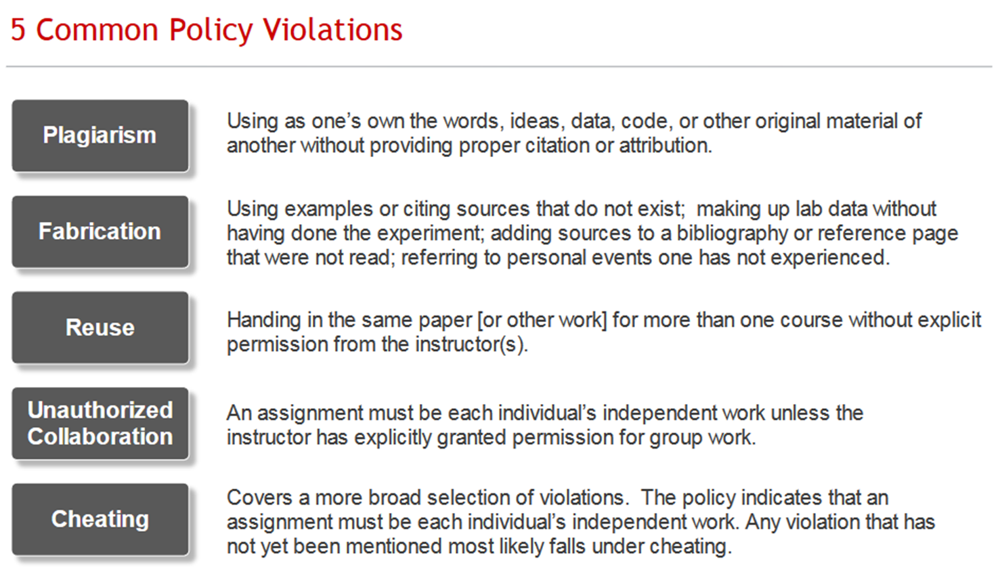 5 Common Policy Violations
Plagiarism
Using as one's own the words, ideas, data, code, or other original material of
another without providing proper citation or attribution.
Fabrication
Using examples or citing sources that do not exist;  making up lab data without
having done the experiment; adding sources to a bibliography or reference page
that were not read; referring to personal events one has not experienced.
Reuse
Handing in the same paper [or other work] for more than one course without explicit
permission from the instructor(s).
Unauthorized
Collaboration
An assignment must be each individual's independent work unless the
instructor has explicitly granted permission for group work.
Cheating
Covers a more broad selection of violations.  The policy indicates that an
assignment must be each individual's independent work. Any violation that has
not yet been mentioned most likely falls under cheating.